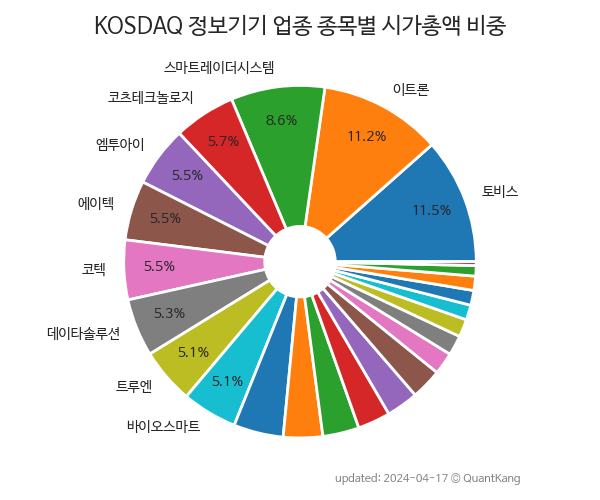 KOSDAQ 정보기기 업종 종목별 시가총액 비중
스마트레이더시스템
이트론
코츠테크놀로지
8.6%
11.2%
5.7%
엠투아이
5.5%
토비스
11.5%
에이텍
5.5%
코텍
5.5%
데이타솔루션
5.3%
트루엔
5.1%
바이오스마트
5.1%
updated: 2024-04-17 © QuantKang